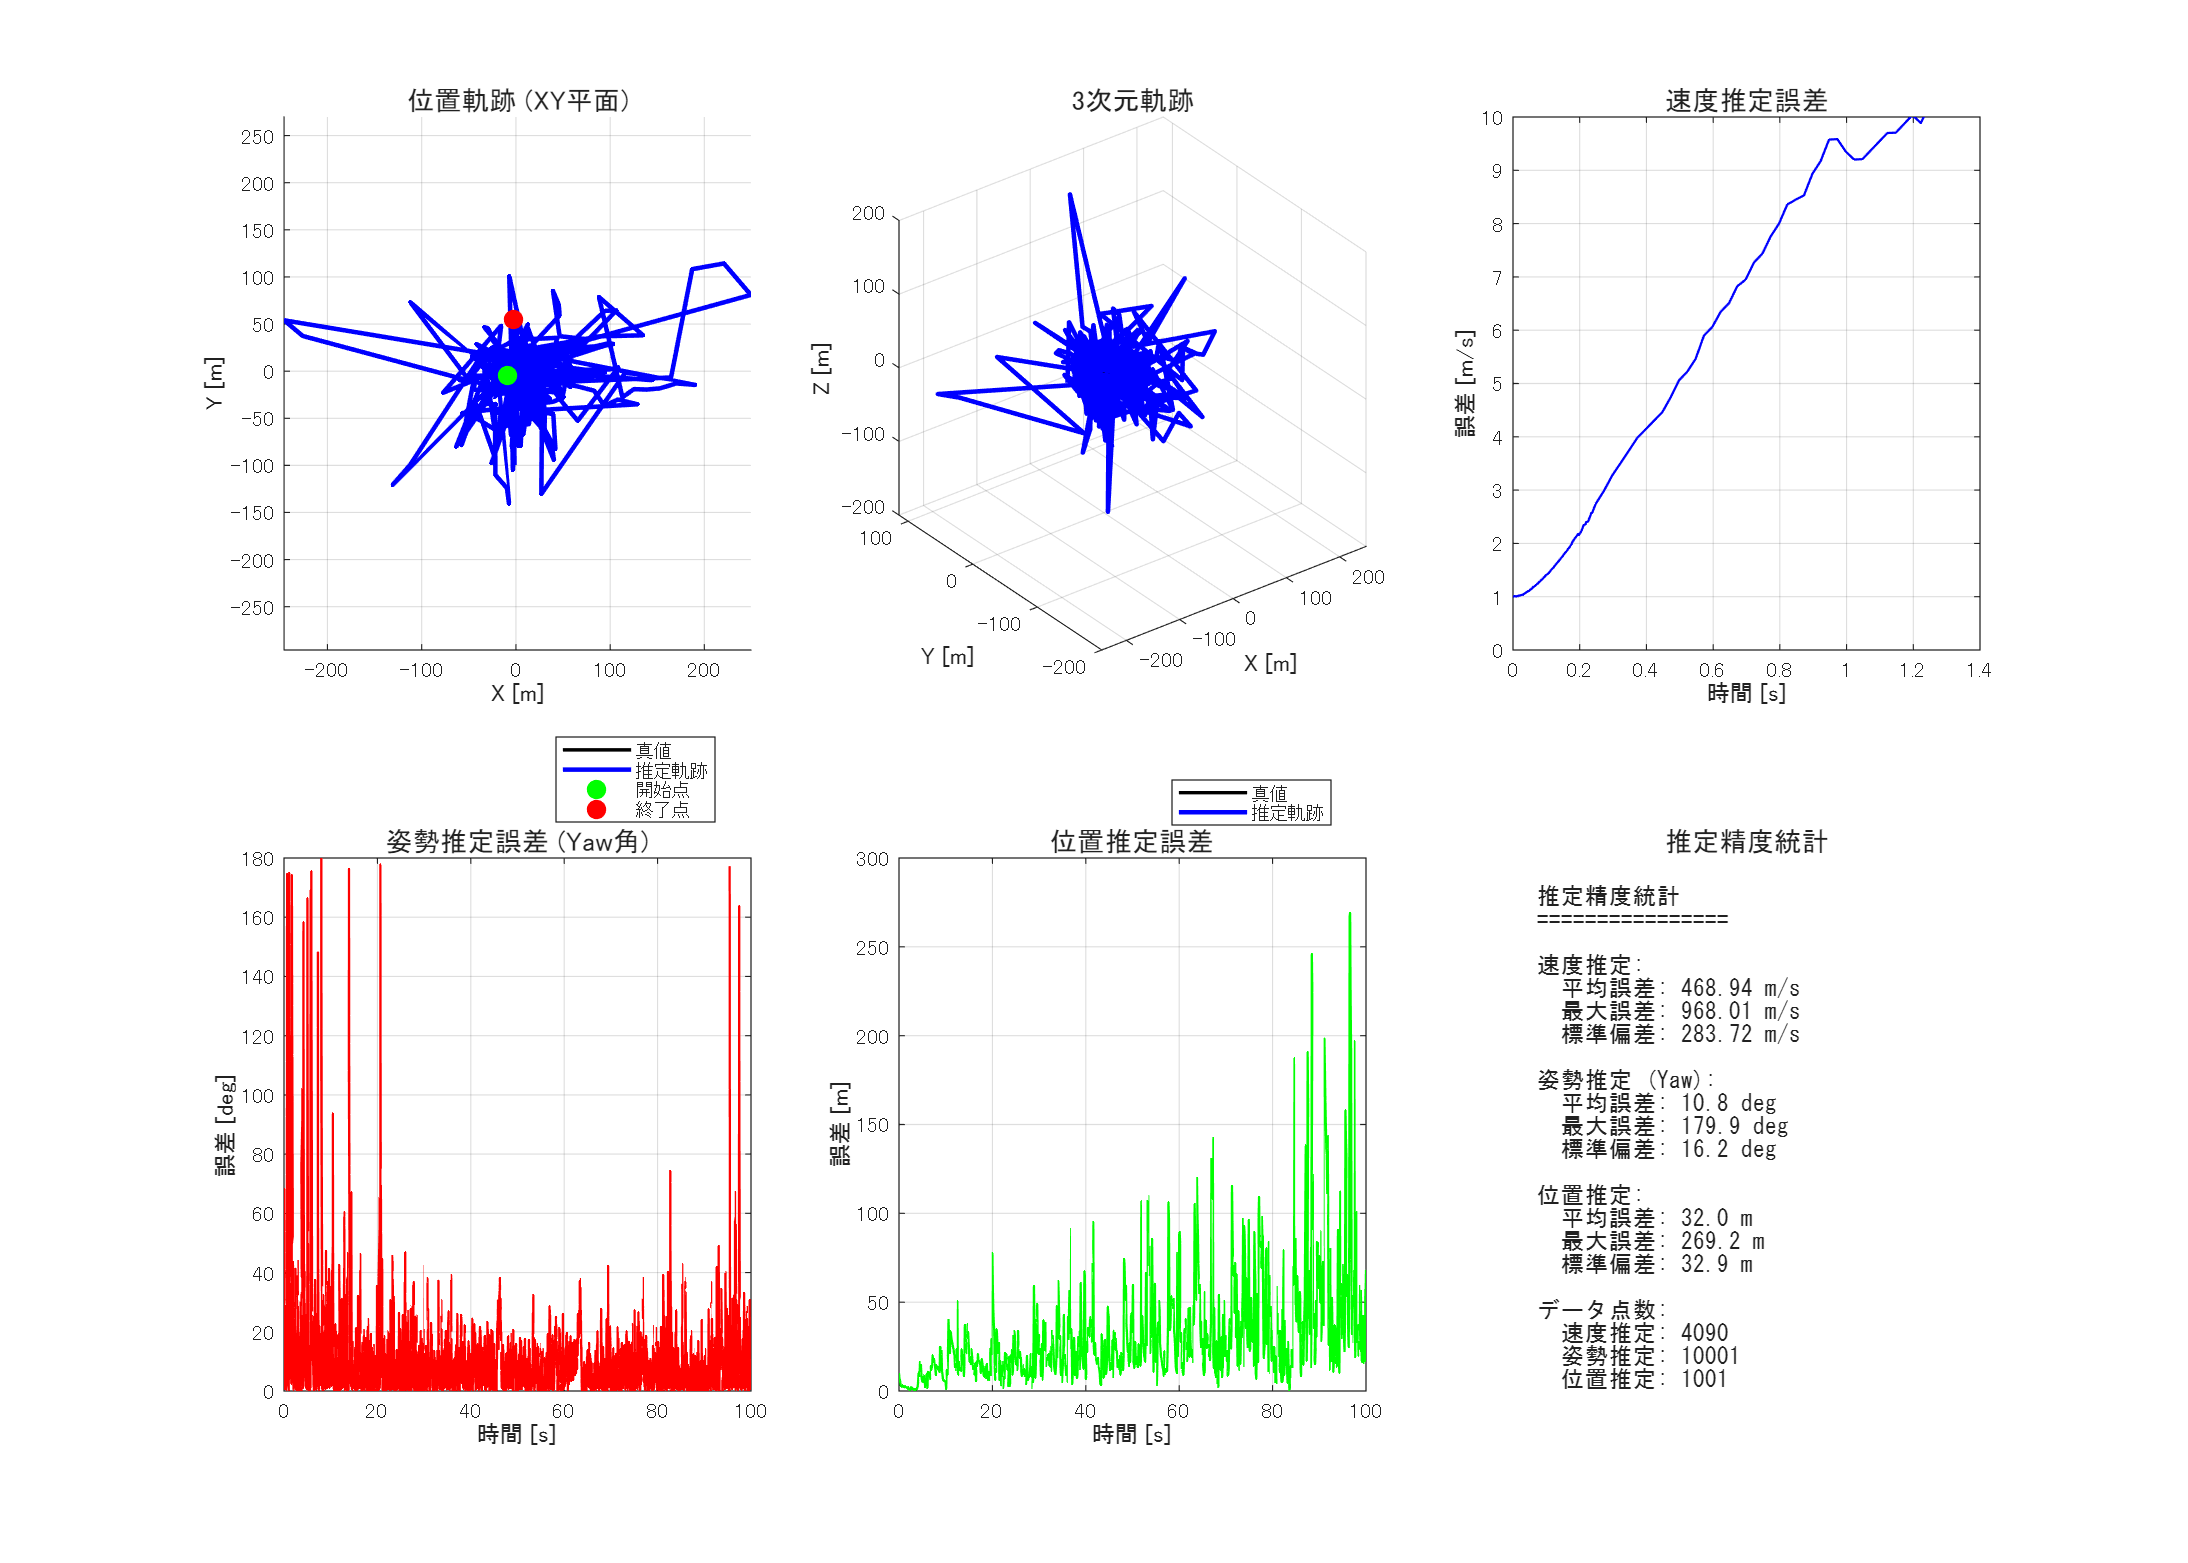 位置軌跡 (XY平面)
250
200
150
100
50
0
-50
-100
-150
-200
-250
Y [m]
-200
-100
0
100
200
X [m]
真値
推定軌跡
開始点
終了点
3次元軌跡
200
100
0
-100
-200
Z [m]
100
0
-100
-200
Y [m]
-200
-100
0
100
200
X [m]
真値
推定軌跡
速度推定誤差
10
9
8
7
6
5
4
3
2
1
0
誤差 [m/s]
0
0.2
0.4
0.6
0.8
1
1.2
1.4
時間 [s]
姿勢推定誤差 (Yaw角)
180
160
140
120
100
80
60
40
20
0
誤差 [deg]
0
20
40
60
80
100
時間 [s]
位置推定誤差
300
250
200
150
100
50
0
誤差 [m]
0
20
40
60
80
100
時間 [s]
推定精度統計
推定精度統計
================
速度推定:
平均誤差: 468.94 m/s
最大誤差: 968.01 m/s
標準偏差: 283.72 m/s
姿勢推定 (Yaw):
平均誤差: 10.8 deg
最大誤差: 179.9 deg
標準偏差: 16.2 deg
位置推定:
平均誤差: 32.0 m
最大誤差: 269.2 m
標準偏差: 32.9 m
データ点数:
速度推定: 4090
姿勢推定: 10001
位置推定: 1001